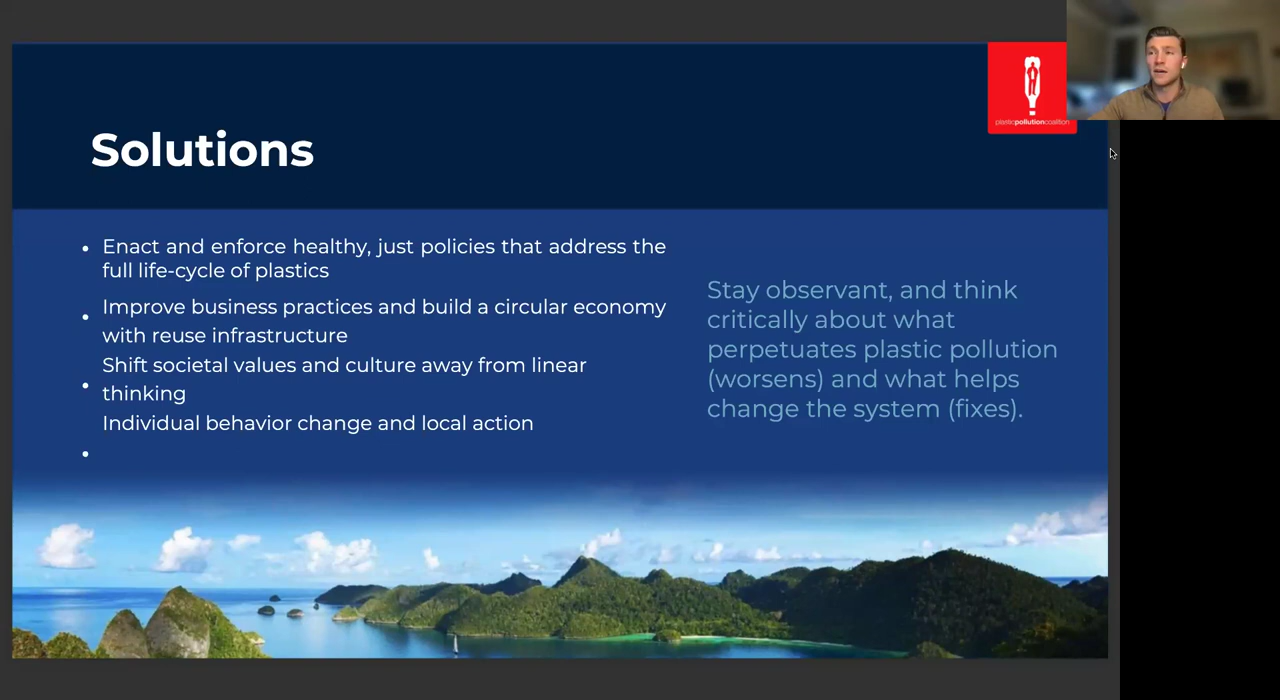 plasticpollutioncoalition
Solutions
Enact and enforce healthy, just policies that address the
full life-cycle of plastics
Improve business practices and build a circular economy
with reuse infrastructure
Shift societal values and culture away from linear
thinking
Individual behavior change and local action
Stay observant, and think
critically about what
perpetuates plastic pollution
(worsens) and what helps
change the system (fixes).